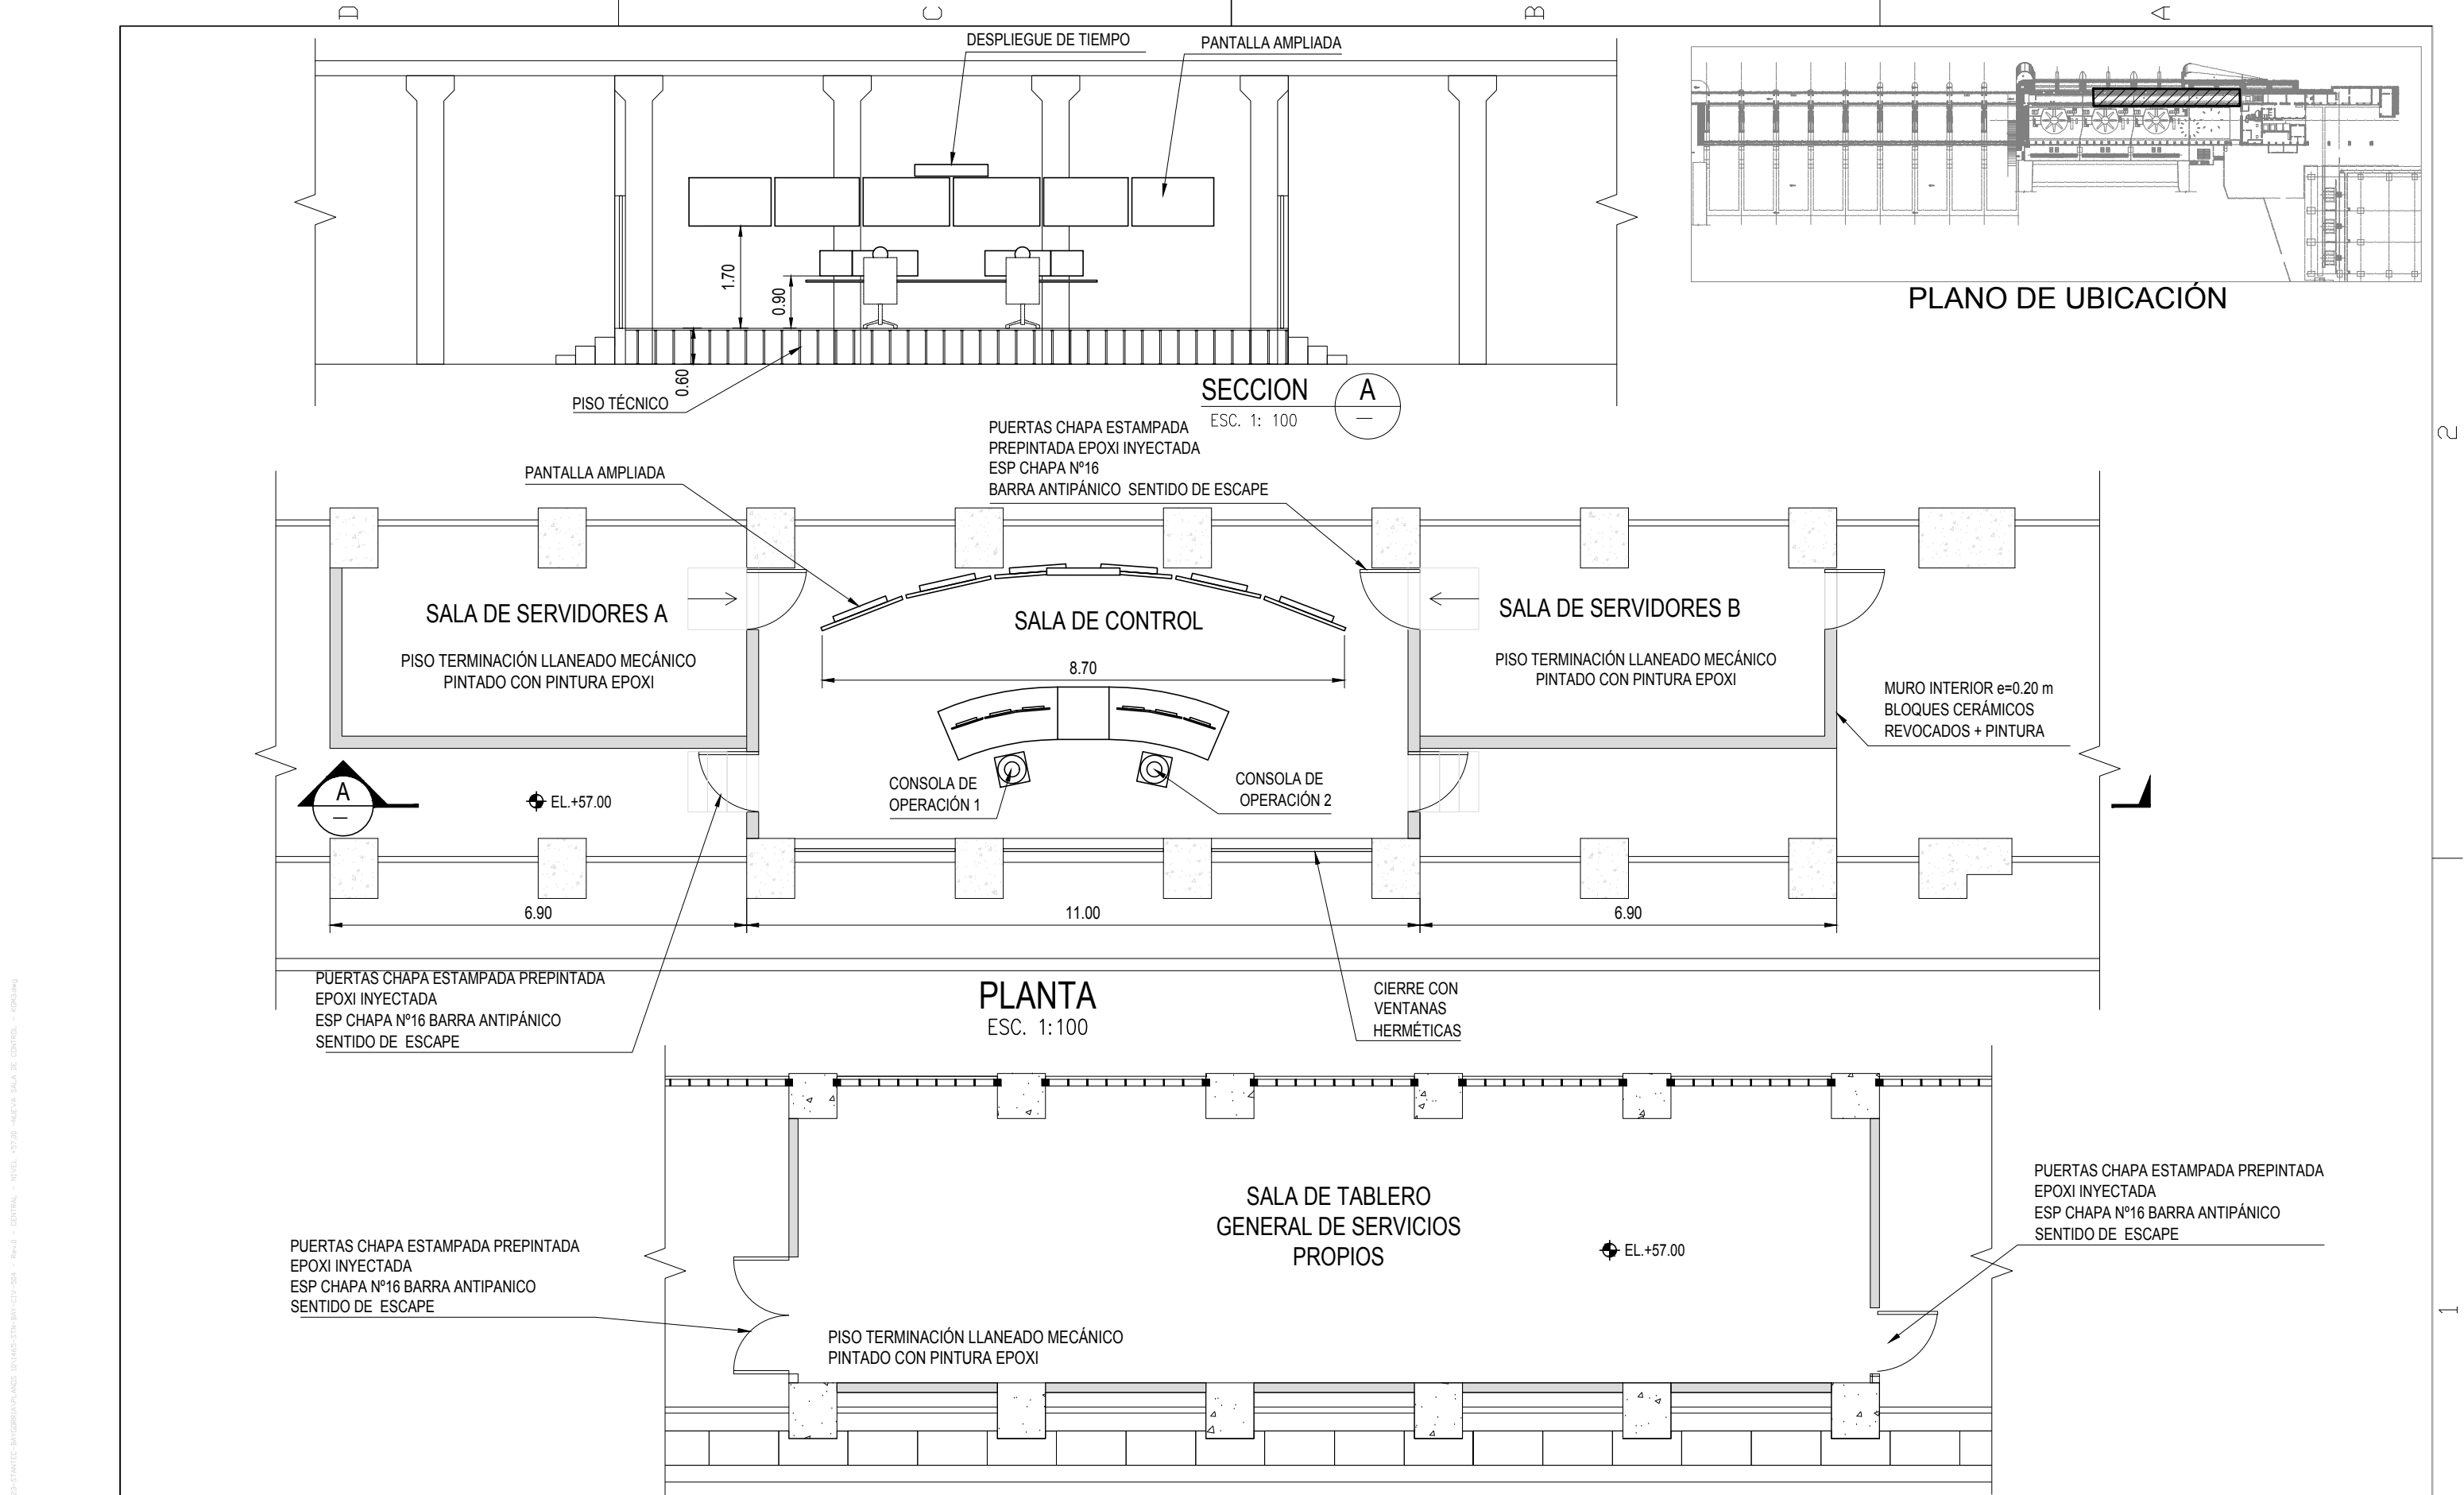 D
C
B
A
DESPLIEGUE DE TIEMPO
PANTALLA AMPLIADA
1.70
0.90
0.60
PISO TÉCNICO
SECCION
A
—
ESC. 1: 100
PLANO DE UBICACIÓN
2
PUERTAS CHAPA ESTAMPADA
PREPINTADA EPOXI INYECTADA
ESP CHAPA Nº16
BARRA ANTIPÁNICO SENTIDO DE ESCAPE
PANTALLA AMPLIADA
SALA DE SERVIDORES A
PISO TERMINACIÓN LLANEADO MECÁNICO
PINTADO CON PINTURA EPOXI
SALA DE CONTROL
8.70
SALA DE SERVIDORES B
PISO TERMINACIÓN LLANEADO MECÁNICO
PINTADO CON PINTURA EPOXI
MURO INTERIOR e=0.20 m
BLOQUES CERÁMICOS
REVOCADOS + PINTURA
A
—
EL.+57.00
CONSOLA DE
OPERACIÓN 1
CONSOLA DE
OPERACIÓN 2
6.90
11.00
6.90
PUERTAS CHAPA ESTAMPADA PREPINTADA
EPOXI INYECTADA
ESP CHAPA Nº16 BARRA ANTIPÁNICO
SENTIDO DE ESCAPE
PLANTA
ESC. 1:100
CIERRE CON
VENTANAS
HERMÉTICAS
SALA DE TABLERO
GENERAL DE SERVICIOS
PROPIOS
EL.+57.00
PUERTAS CHAPA ESTAMPADA PREPINTADA
EPOXI INYECTADA
ESP CHAPA Nº16 BARRA ANTIPÁNICO
SENTIDO DE ESCAPE
PUERTAS CHAPA ESTAMPADA PREPINTADA
EPOXI INYECTADA
ESP CHAPA Nº16 BARRA ANTIPANICO
SENTIDO DE ESCAPE
PISO TERMINACIÓN LLANEADO MECÁNICO
PINTADO CON PINTURA EPOXI
1